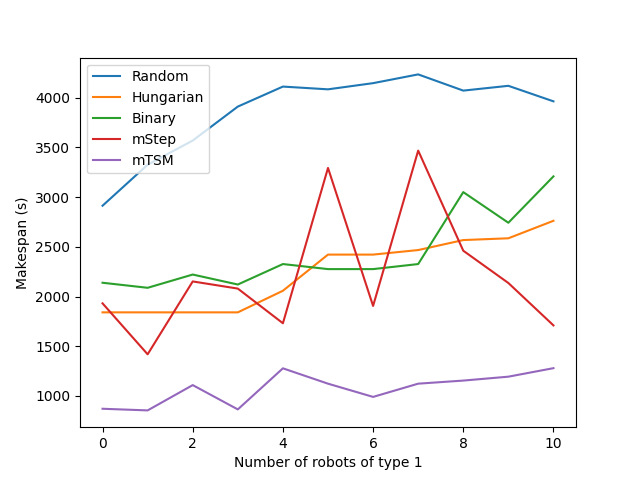 Random
Hungarian
Binary
mStep
mTSM
4000
3500
3000
2500
2000
1500
1000
Makespan (s)
0 2 4 6 8 10
Number of robots of type 1